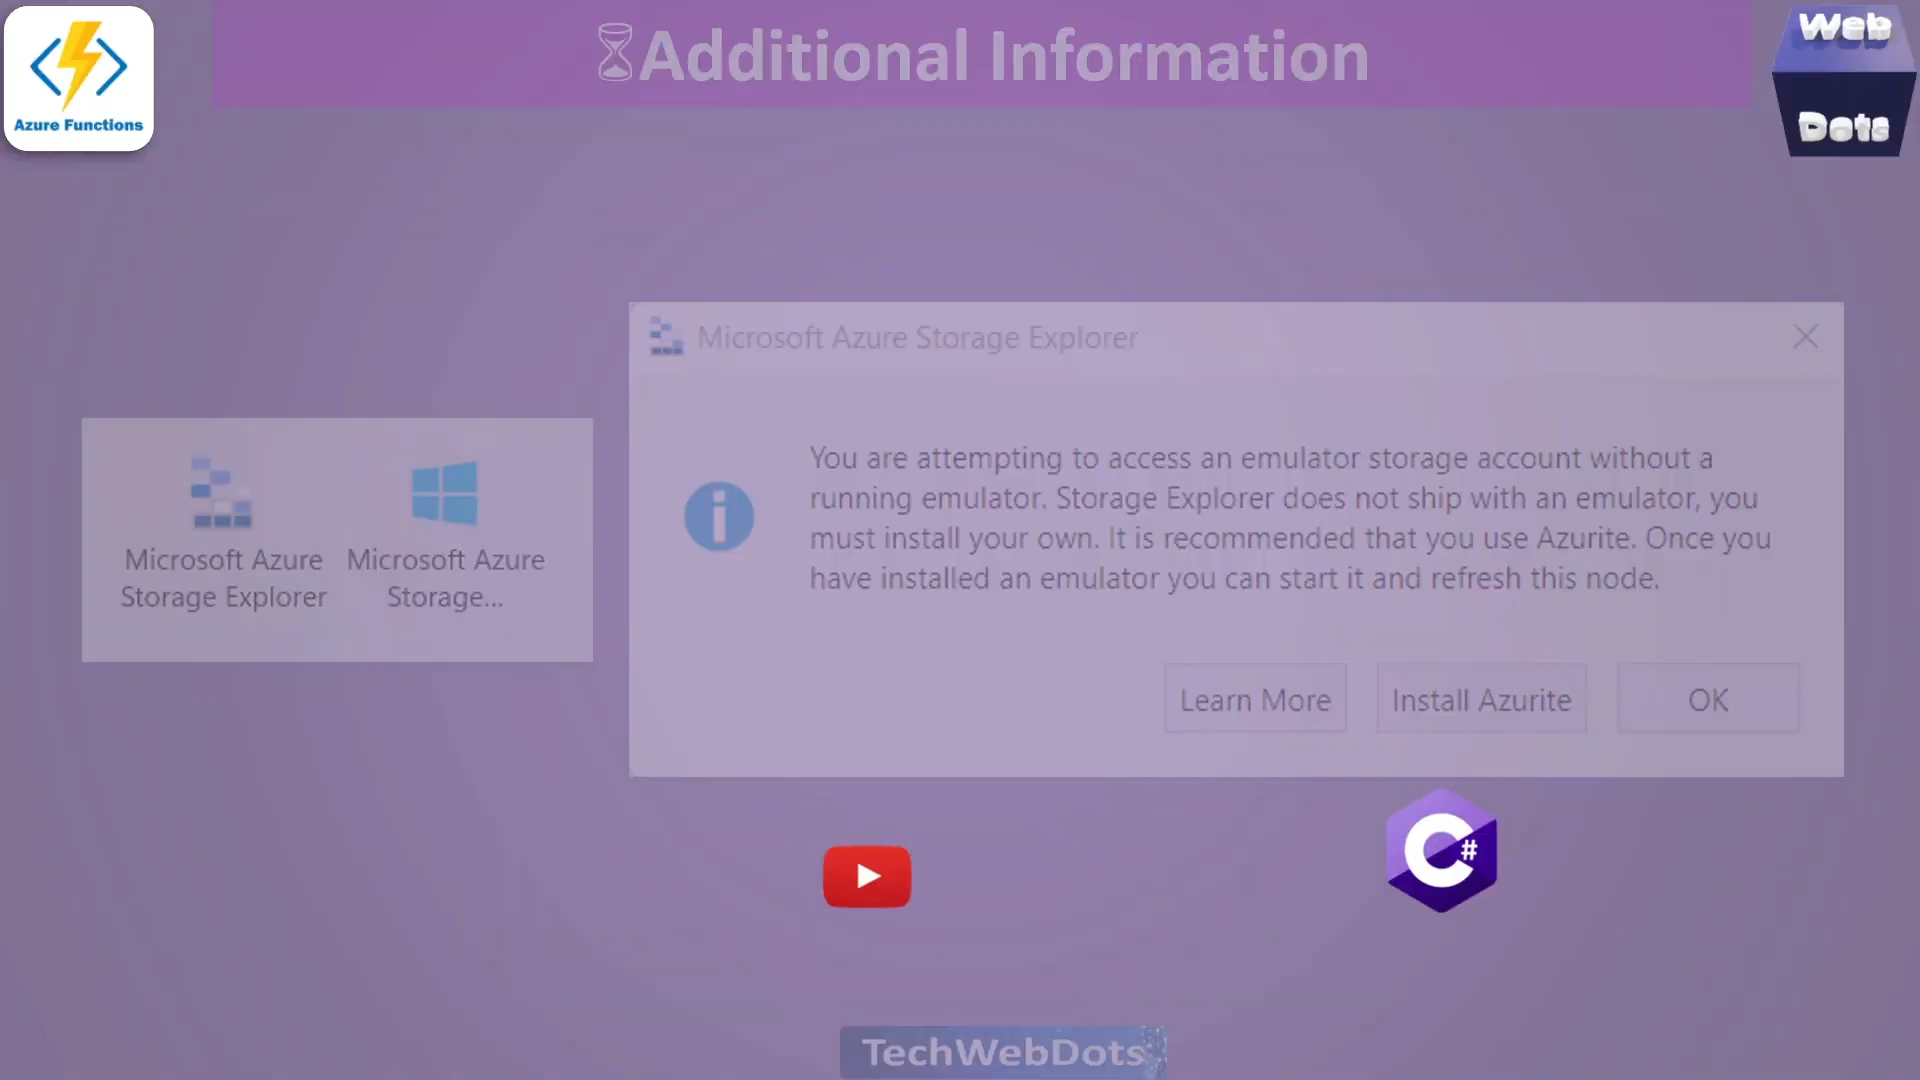 Azure Functions
⏳Additional Information
Web
Dots
Microsoft Azure Storage Explorer
You are attempting to access an emulator storage account without a
running emulator. Storage Explorer does not ship with an emulator, you
must install your own. It is recommended that you use Azurite. Once you
have installed an emulator you can start it and refresh this node.
Learn More
Install Azurite
OK
Microsoft Azure
Storage Explorer
Microsoft Azure
Storage...
C#
TechWebDots